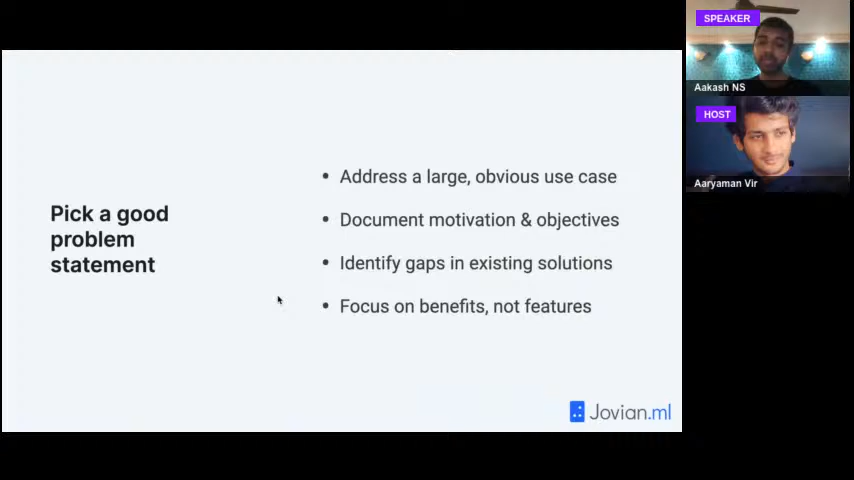 Pick a good
problem
statement
• Address a large, obvious use case
• Document motivation & objectives
• Identify gaps in existing solutions
• Focus on benefits, not features
Jovian.ml
SPEAKER
Aakash NS
HOST
Aaryaman Vir